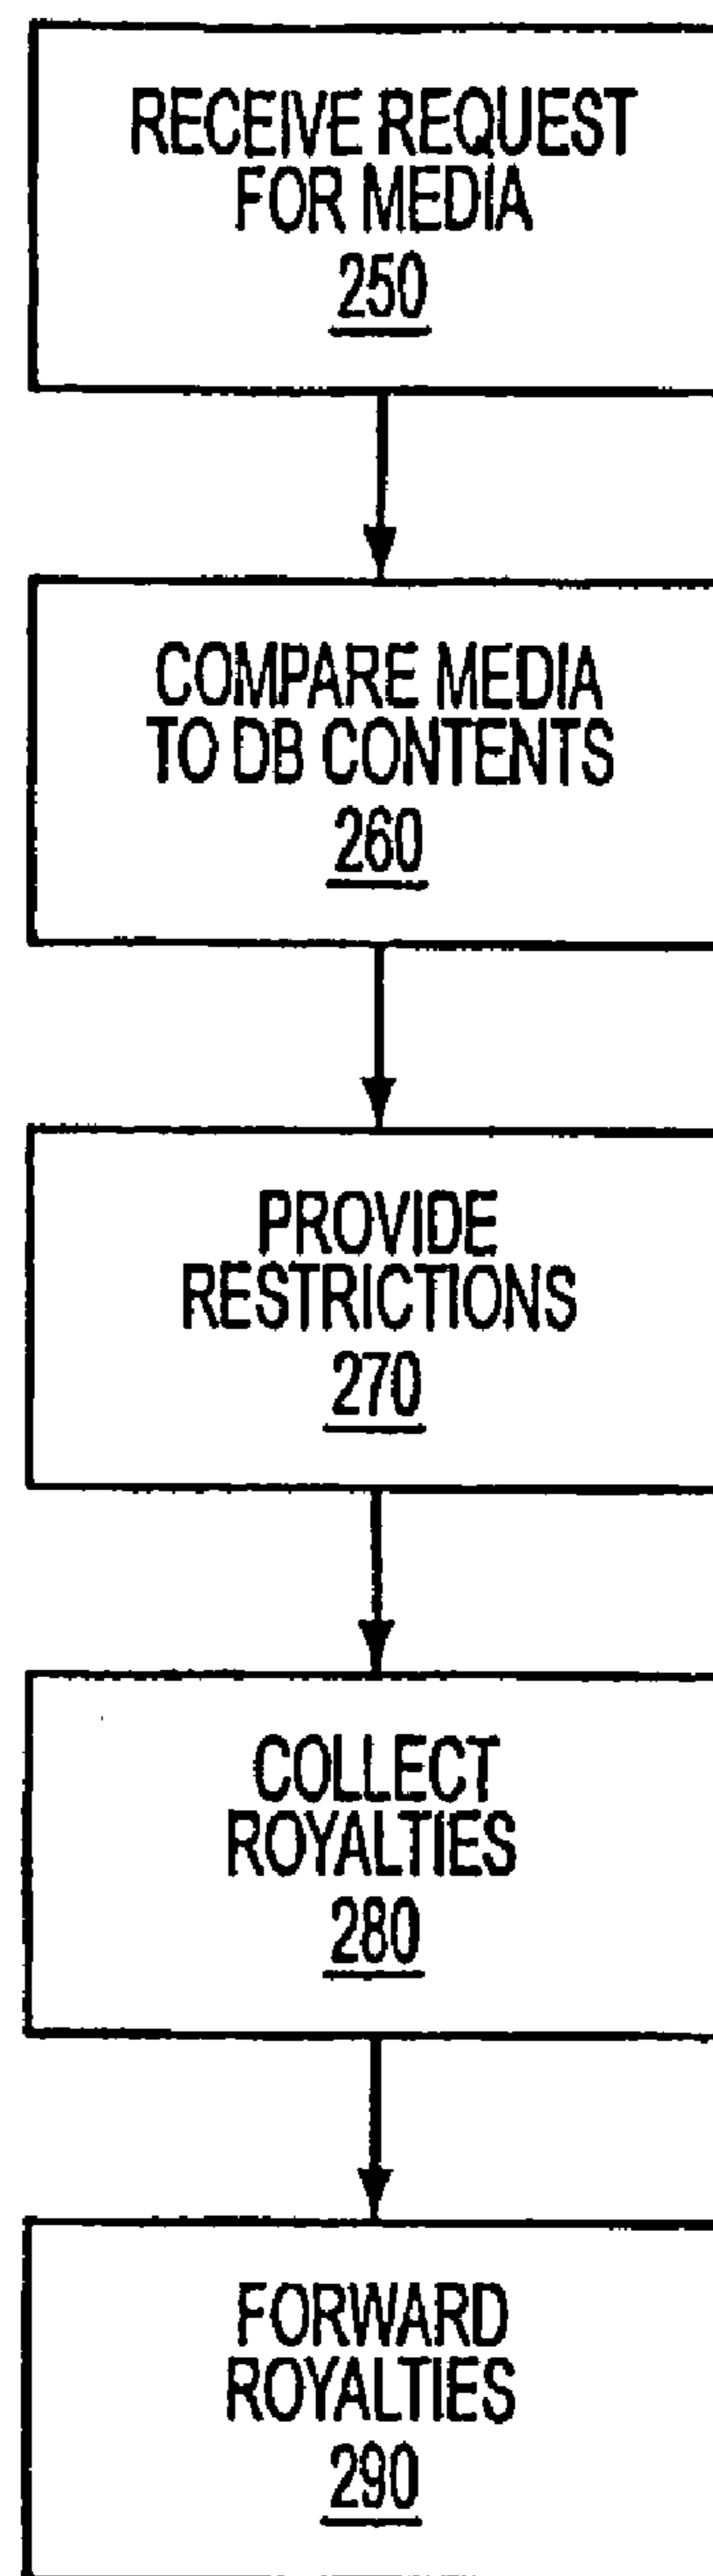 RECEIVE REQUEST
FOR MEDIA
250
COMPARE MEDIA
TO DB CONTENTS
260
PROVIDE
RESTRICTIONS
270
COLLECT
ROYALTIES
280
FORWARD
ROYALTIES
290